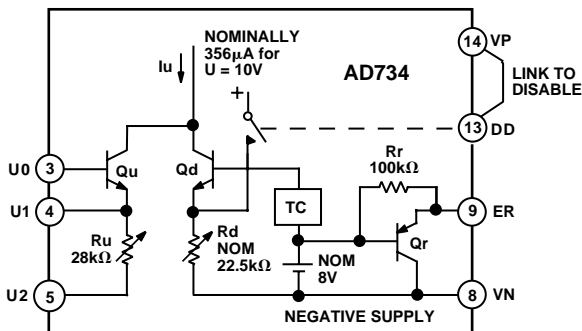 NOMINALLY
356µA for
U = 10V
Iu
AD734
14 VP
LINK TO
DISABLE
+
13 DD
U0 3
Qu
Qd
Rr
100kΩ
TC
U1 4
9 ER
Ru
28kΩ
Rd
NOM
22.5kΩ
NOM
8V
Qr
U2 5
8 VN
NEGATIVE SUPPLY